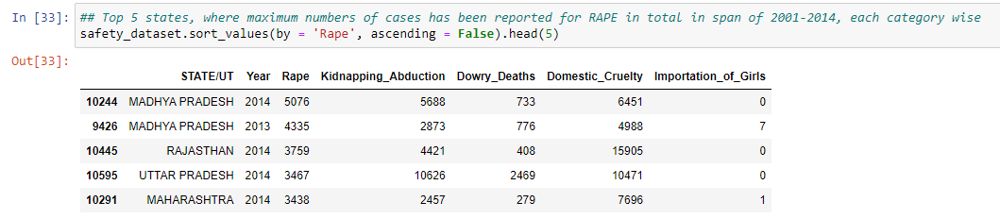 In [33]: ## Top 5 states, where maximum numbers of cases has been reported for RAPE in total in span of 2001-2014, each category wise
safety_dataset.sort_values(by = 'Rape', ascending = False).head(5)
Out[33]:
STATE/UT Year Rape Kidnapping_Abduction Dowry_Deaths Domestic_Cruelty Importation_of_Girls
10244 MADHYA PRADESH 2014 5076 5688 733 6451 0
9426 MADHYA PRADESH 2013 4335 2873 776 4988 7
10445 RAJASTHAN 2014 3759 4421 408 15905 0
10595 UTTAR PRADESH 2014 3467 10626 2469 10471 0
10291 MAHARASHTRA 2014 3438 2457 279 7696 1